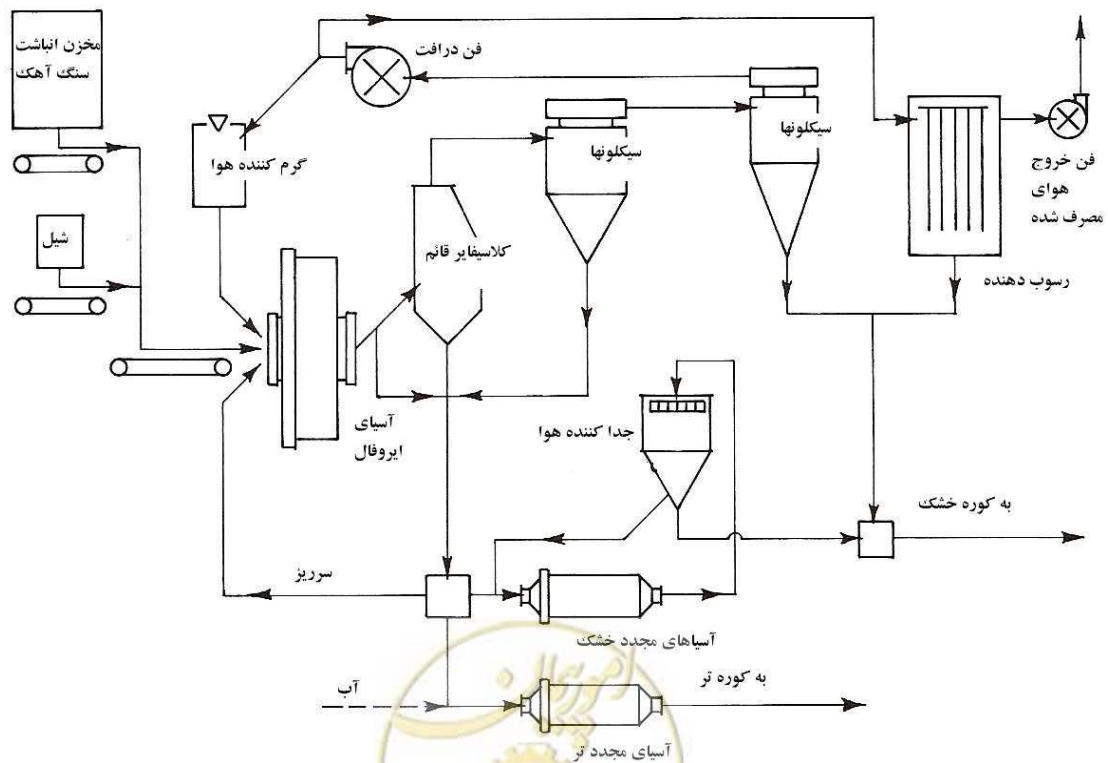 مخزن انباشت
سنگ آهک
فن درافت
سیکلونها
سیکلونها
گرم کننده هوا
فن خروج
هوای
مصرف شده
شیل
کلاسیفایر قائم
رسوب دهنده
آسیای
ایروفال
جدا کننده هوا
به کوره خشک
سرریز
آسیاهای مجدد خشک
آب
به کوره تر
آسیای مجدد تر